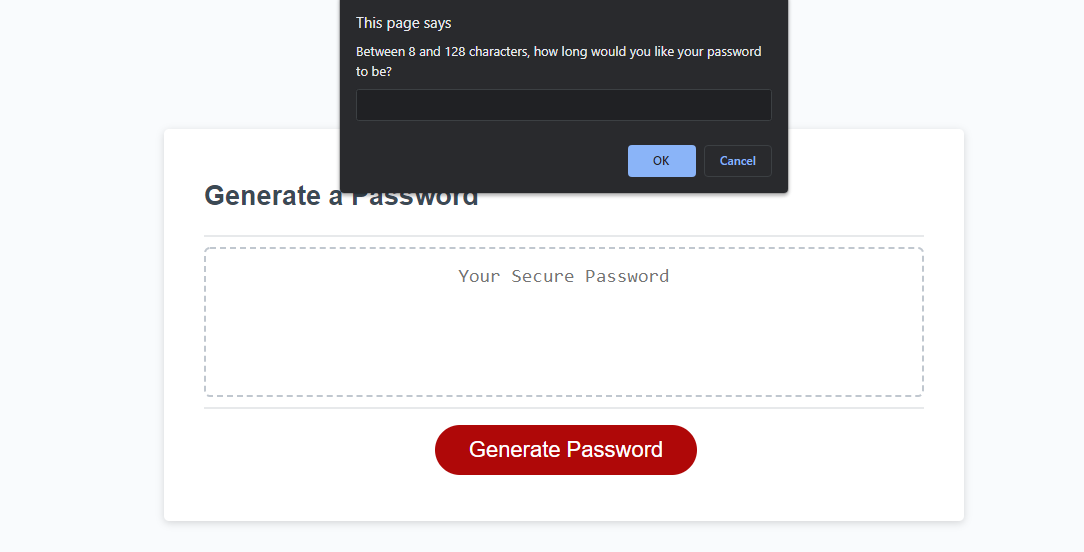 This page says
Between 8 and 128 characters, how long would you like your password
to be?
OK
Cancel
Generate a Password
Your Secure Password
Generate Password